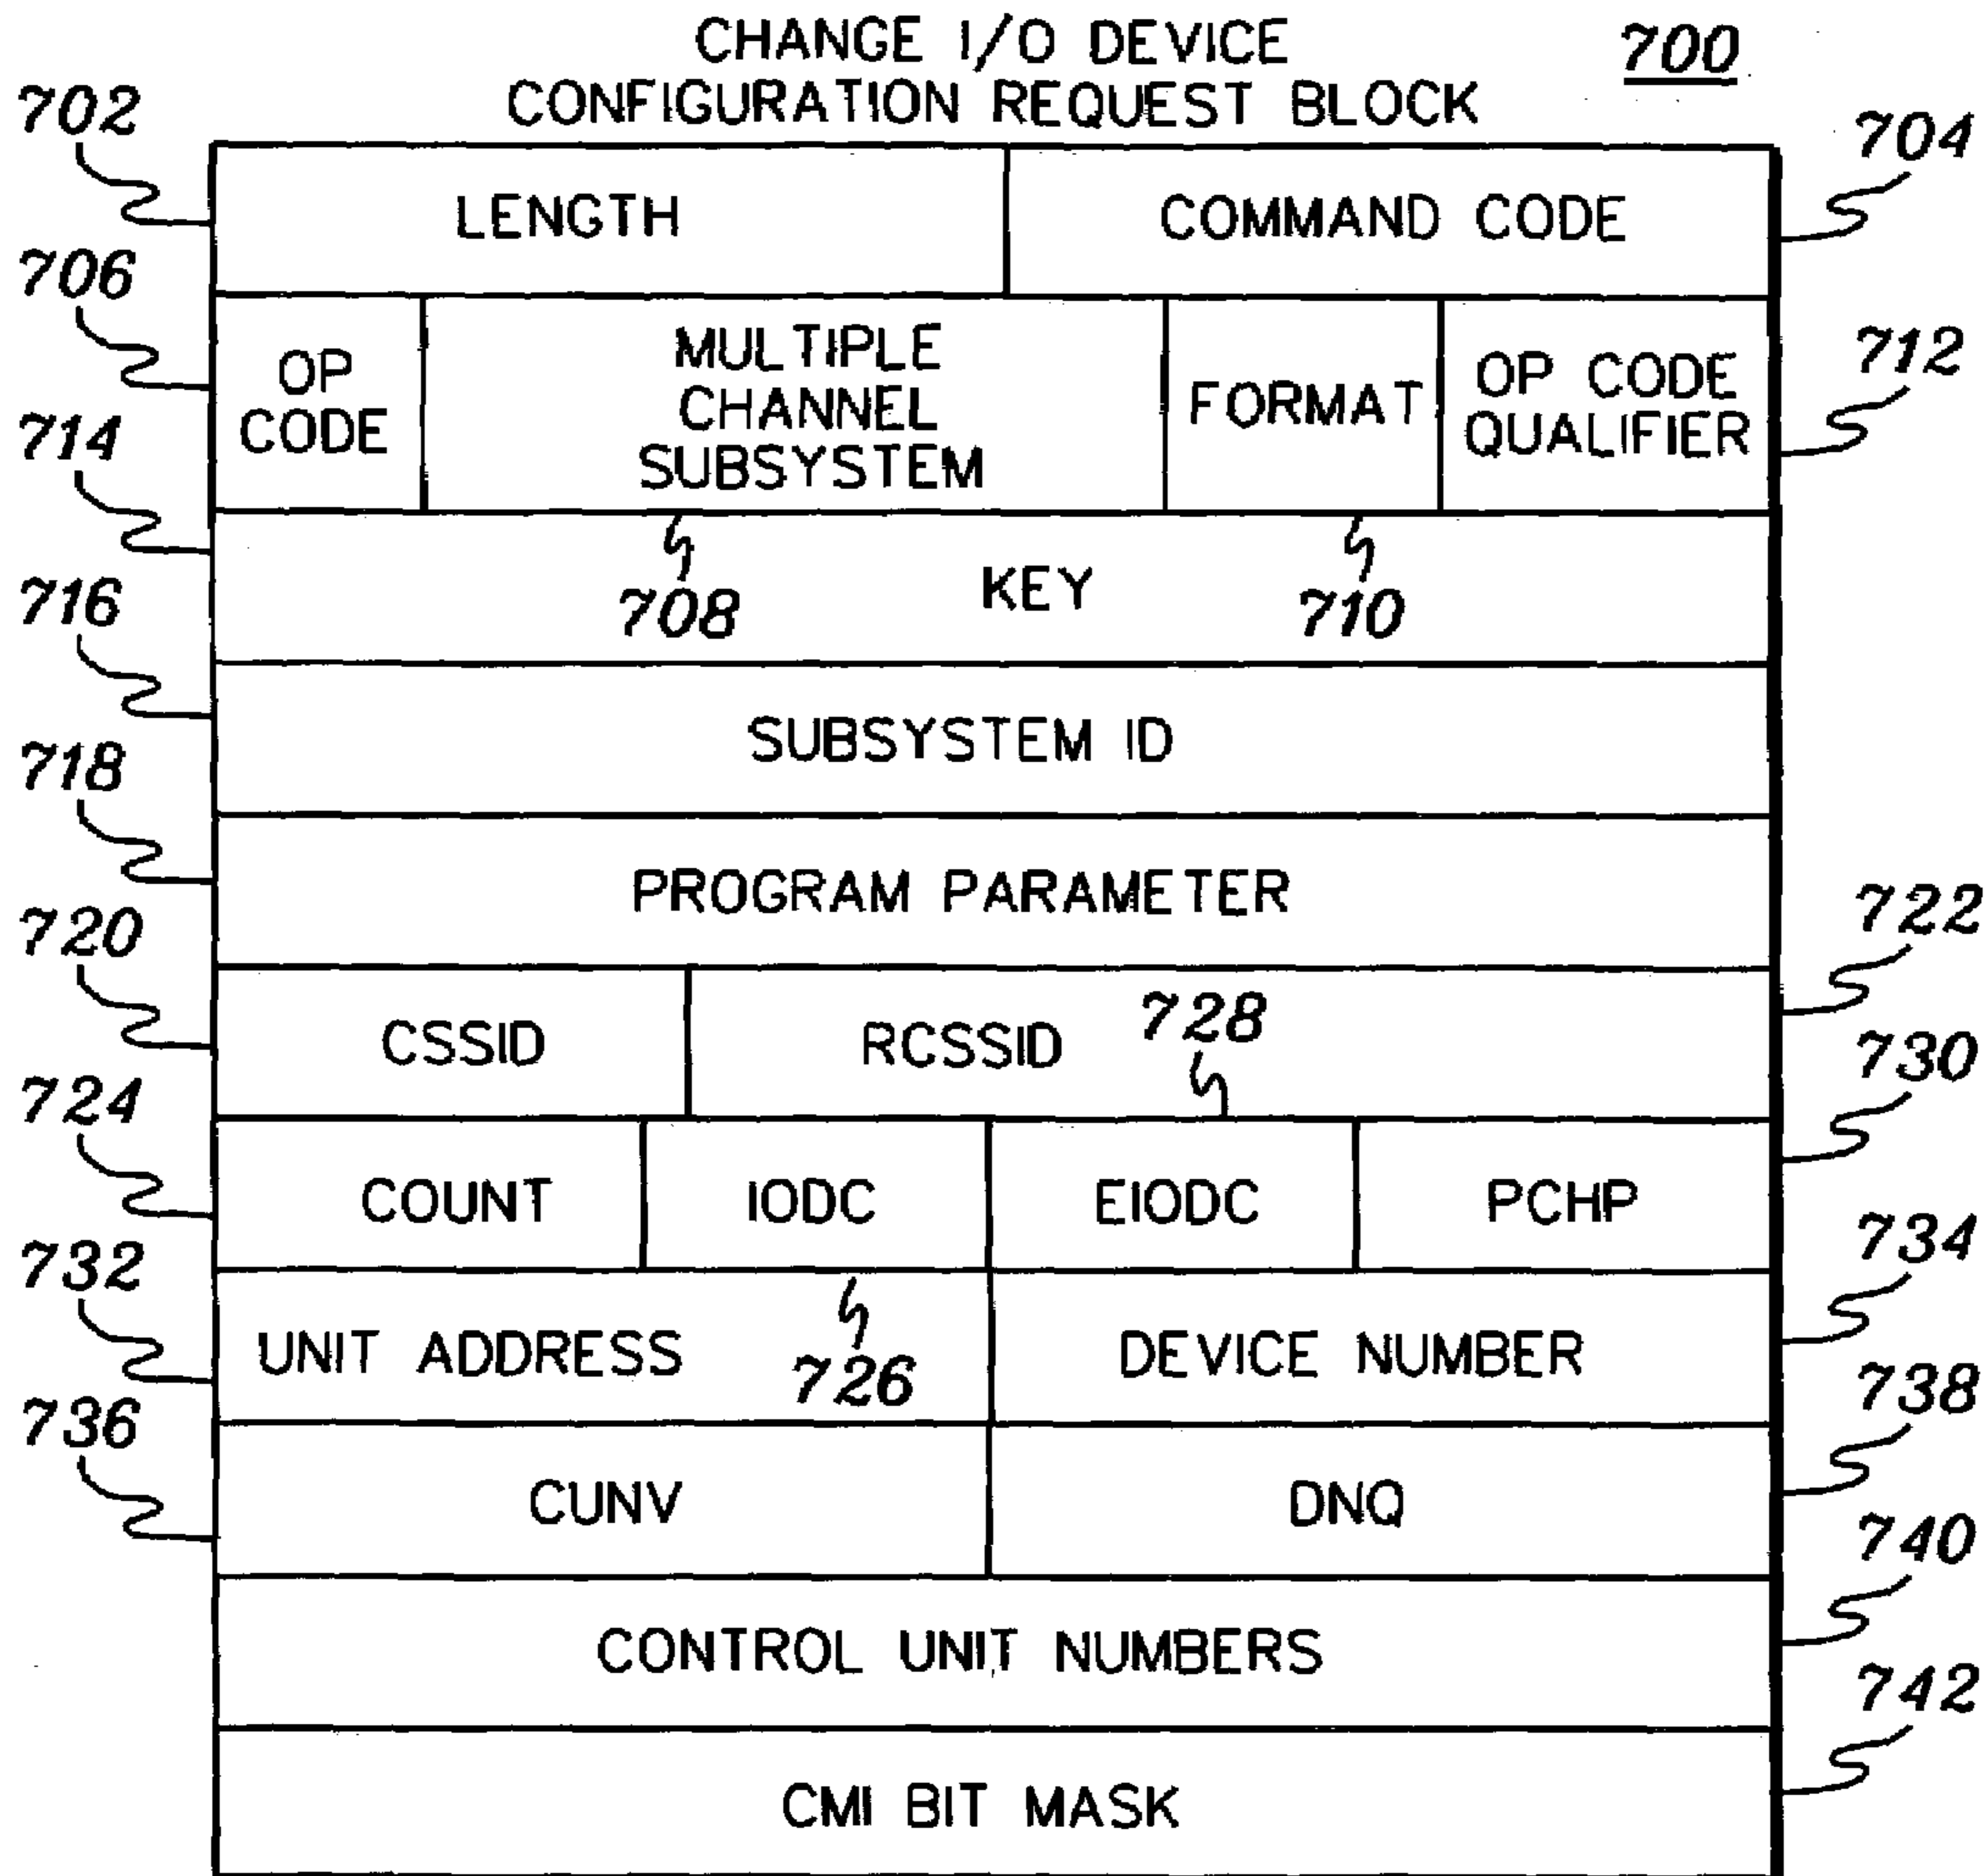 CHANGE I/O DEVICE
CONFIGURATION REQUEST BLOCK
700
702
LENGTH
COMMAND CODE
704
706
OP
CODE
MULTIPLE
CHANNEL
SUBSYSTEM
FORMAT
OP CODE
QUALIFIER
712
714
708
KEY
710
716
SUBSYSTEM ID
718
PROGRAM PARAMETER
720
CSSID
RCSSID
728
722
724
COUNT
IODC
EIODC
PCHP
730
732
UNIT ADDRESS
726
DEVICE NUMBER
734
736
CUNV
DNQ
738
CONTROL UNIT NUMBERS
740
CMI BIT MASK
742